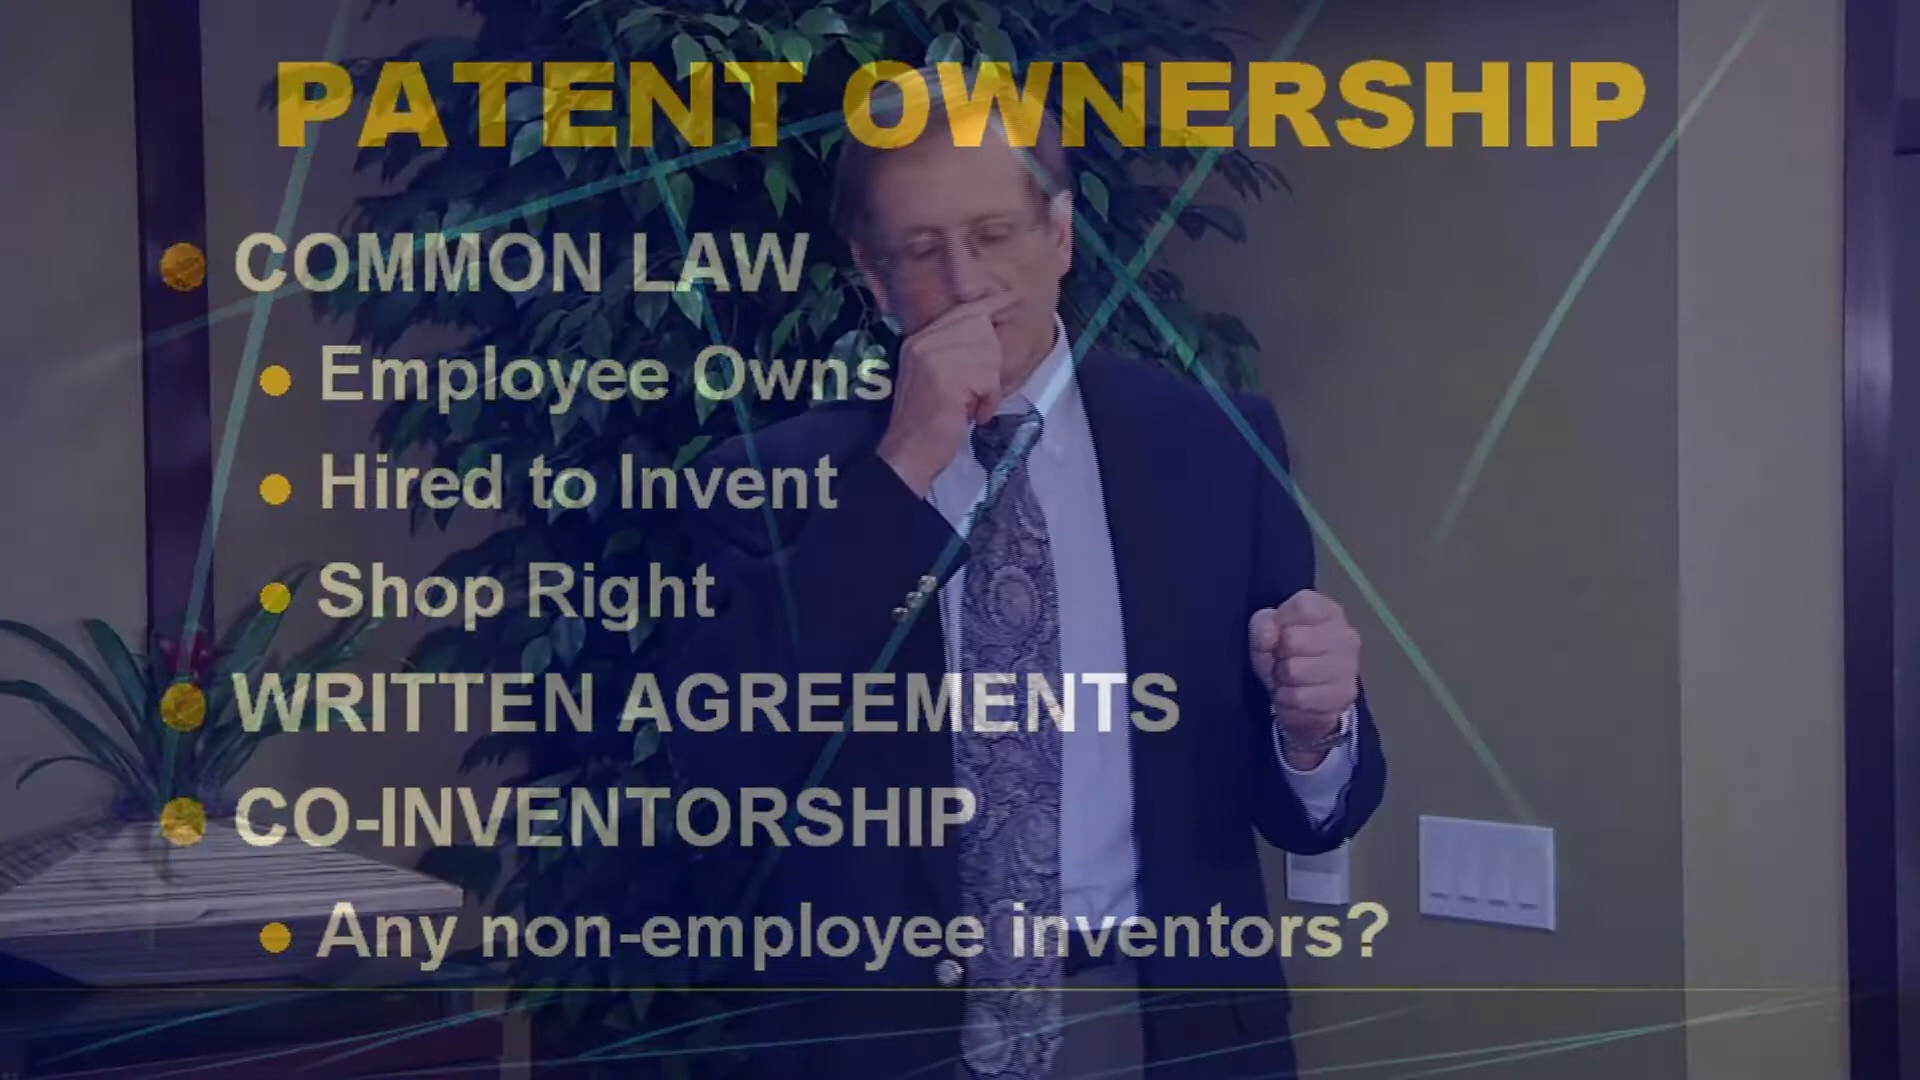 PATENT OWNERSHIP
COMMON LAW
Employee Owns
Hired to Invent
Shop Right
WRITTEN AGREEMENTS
CO-INVENTORSHIP
Any non-employee inventors?